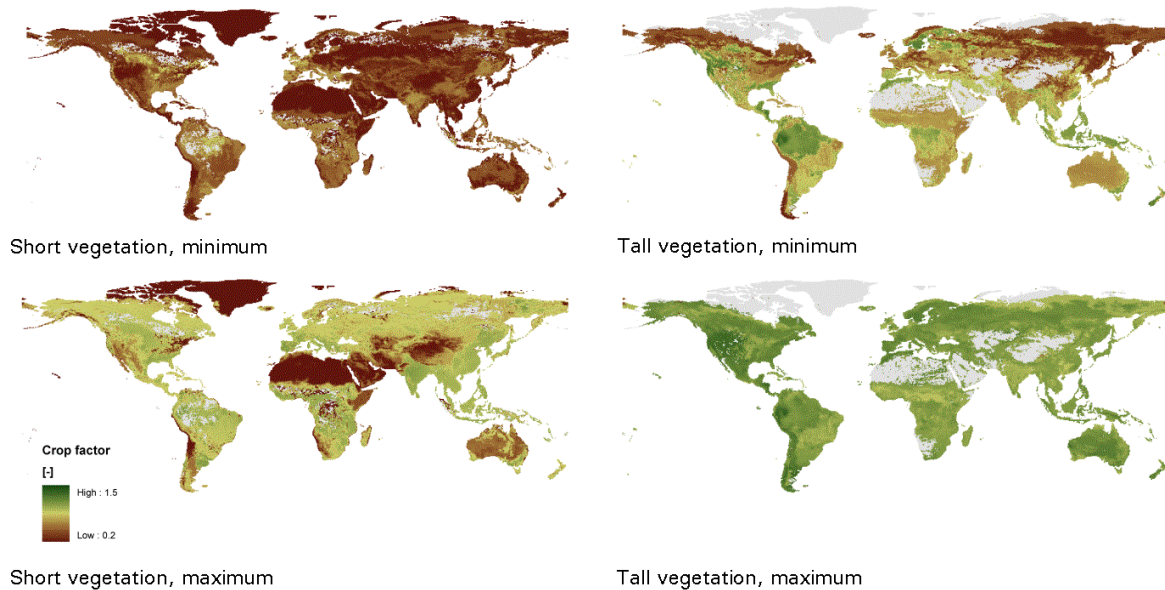 Short vegetation, minimum
Tall vegetation, minimum
Crop factor
[-]
High : 1.5
Low : 0.2
Short vegetation, maximum
Tall vegetation, maximum